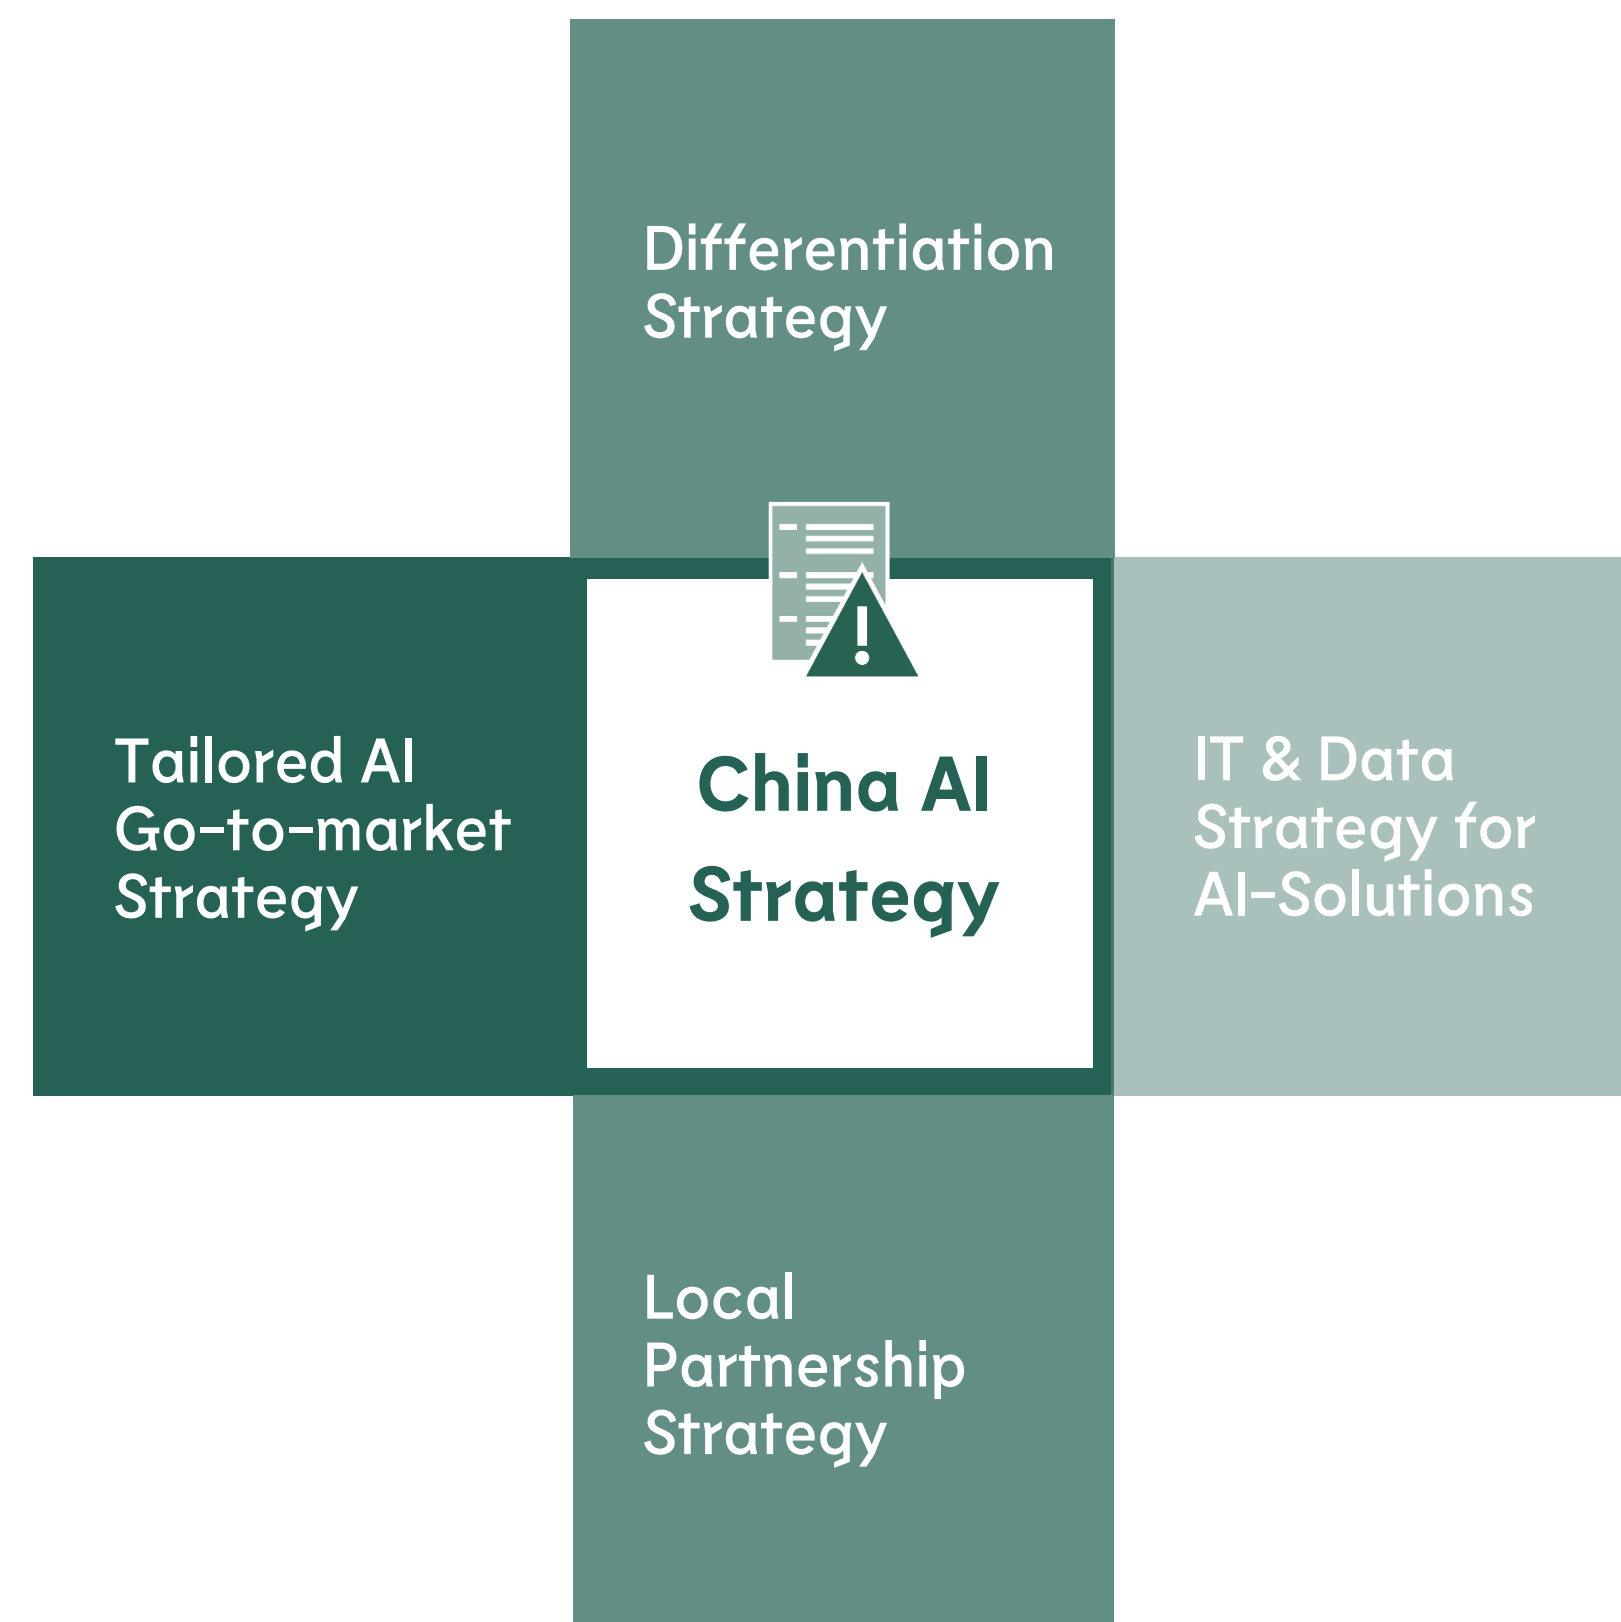 Differentiation
Strategy
Tailored AI
Go-to-market
Strategy
!
China AI
Strategy
IT & Data
Strategy for
AI-Solutions
Local
Partnership
Strategy